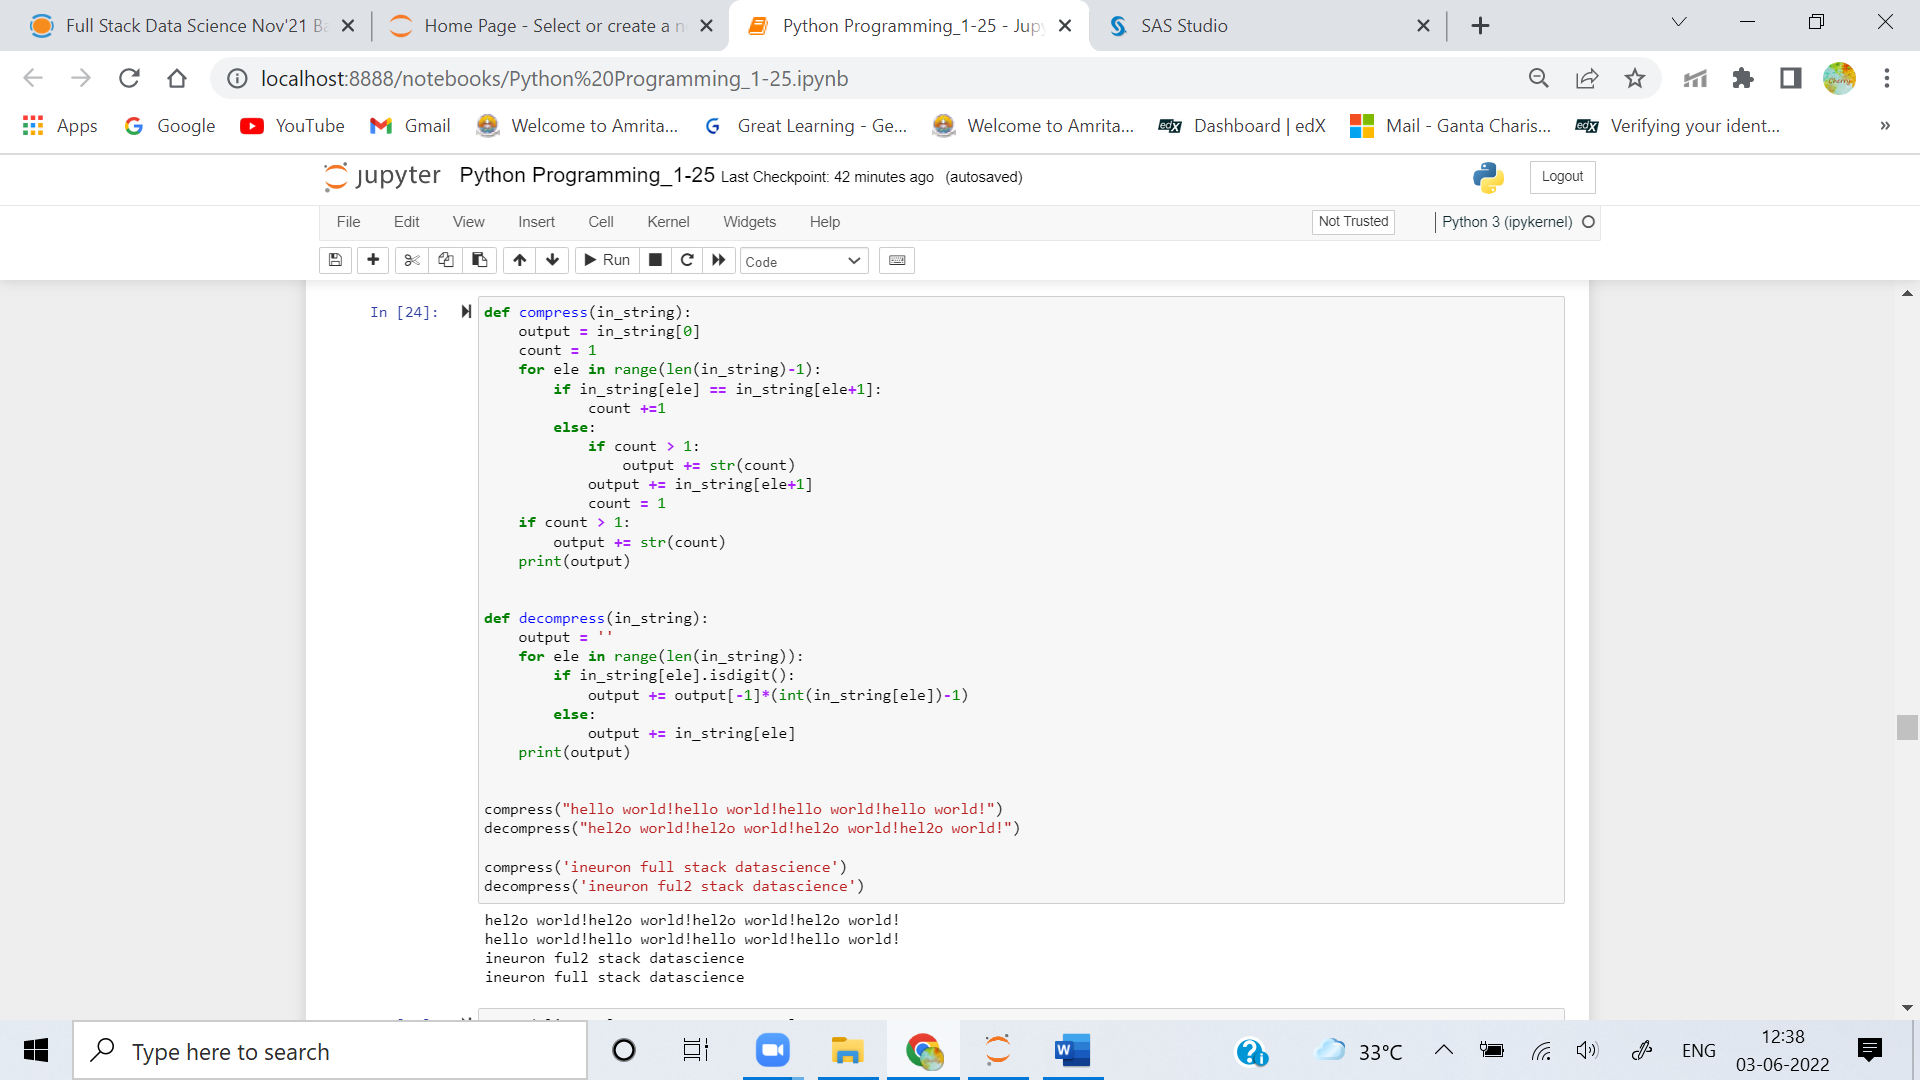 Full Stack Data Science Nov'21 Ba
Home Page - Select or create a n
Python Programming_1-25 - Jupy
SAS Studio
localhost:8888/notebooks/Python%20Programming_1-25.ipynb
Apps Google YouTube Gmail Welcome to Amrita... Great Learning - Ge... Welcome to Amrita... edX Dashboard | edX Mail - Ganta Charis... edX Verifying your ident... »
jupyter Python Programming_1-25 Last Checkpoint: 42 minutes ago (autosaved) Logout
File Edit View Insert Cell Kernel Widgets Help Not Trusted Python 3 (ipykernel)
Run Code
In [24]: def compress(in_string):
    output = in_string[0]
    count = 1
    for ele in range(len(in_string)-1):
        if in_string[ele] == in_string[ele+1]:
            count +=1
        else:
            if count > 1:
                output += str(count)
            output += in_string[ele+1]
            count = 1
    if count > 1:
        output += str(count)
    print(output)
def decompress(in_string):
    output = ''
    for ele in range(len(in_string)):
        if in_string[ele].isdigit():
            output += output[-1]*(int(in_string[ele])-1)
        else:
            output += in_string[ele]
    print(output)
compress("hello world!hello world!hello world!hello world!")
decompress("hel2o world!hel2o world!hel2o world!hel2o world!")
compress('ineuron full stack datascience')
decompress('ineuron ful2 stack datascience')
hel2o world!hel2o world!hel2o world!hel2o world!
hello world!hello world!hello world!hello world!
ineuron ful2 stack datascience
ineuron full stack datascience
Type here to search
33°C
ENG
12:38
03-06-2022